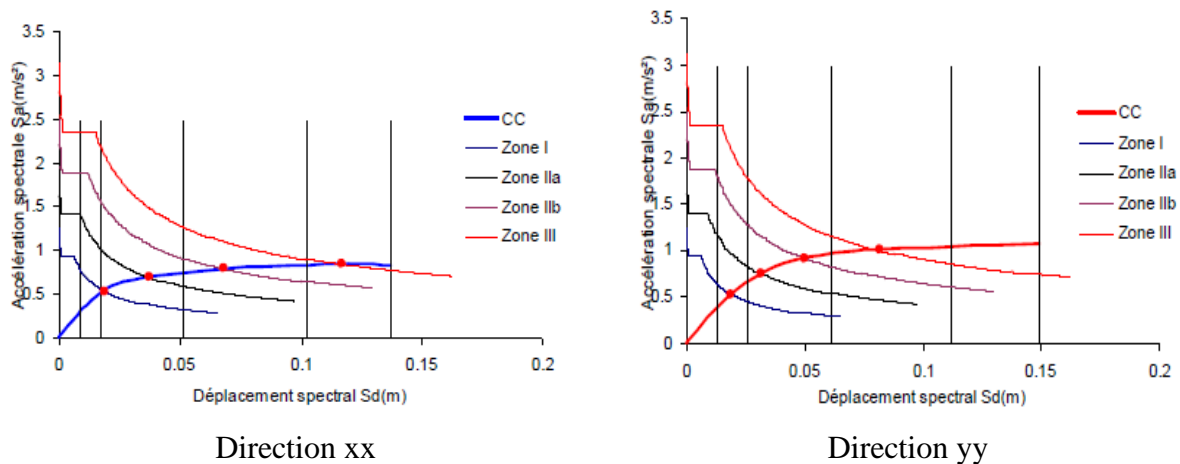 3.5
3
2.5
2
1.5
1
0.5
0
Accélération spectrale Sa(m/s²)
0
0.05
0.1
0.15
0.2
Déplacement spectral Sd(m)
CC
Zone I
Zone IIa
Zone IIb
Zone III
Direction xx
3.5
3
2.5
2
1.5
1
0.5
0
Accélération spectrale Sa(m/s²)
0
0.05
0.1
0.15
0.2
Déplacement spectral Sd(m)
CC
Zone I
Zone IIa
Zone IIb
Zone III
Direction yy